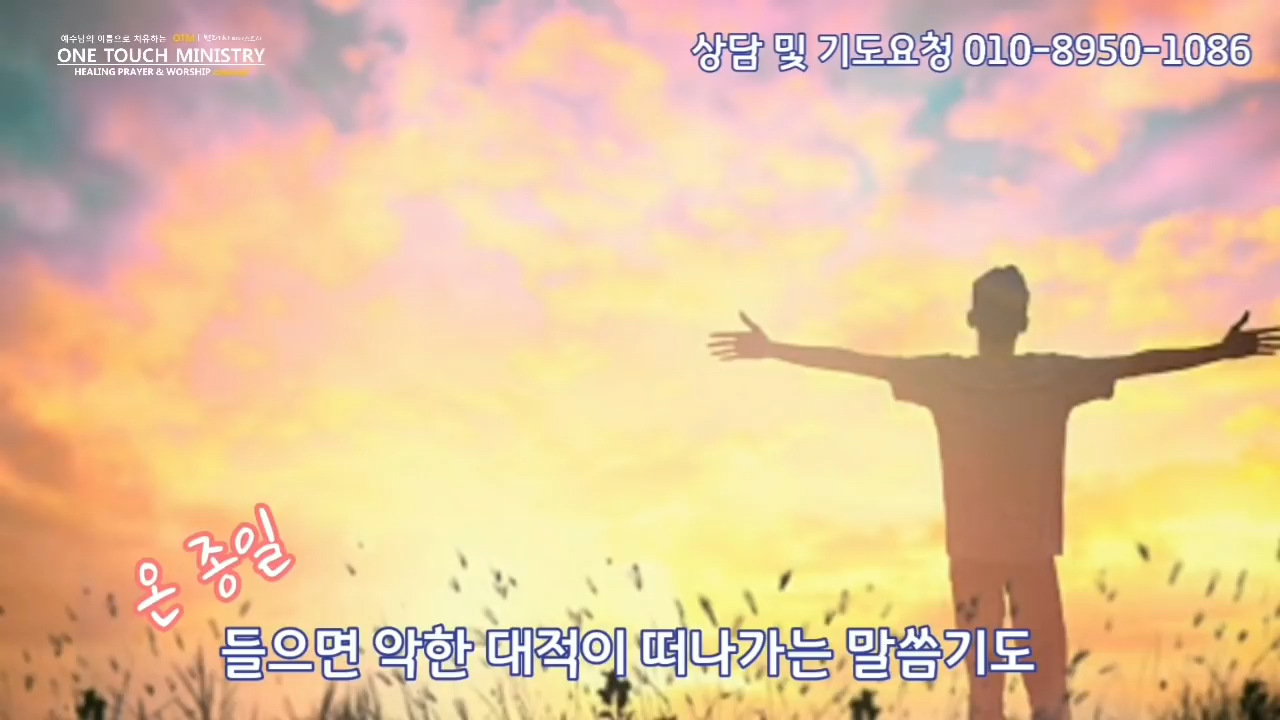 예수님의 이름으로 치유하는 OTM
ONE TOUCH MINISTRY
HEALING PRAYER & WORSHIP
상담 및 기도요청 010-8950-1086
온 종일
들으면 악한 대적이 떠나가는 말씀기도